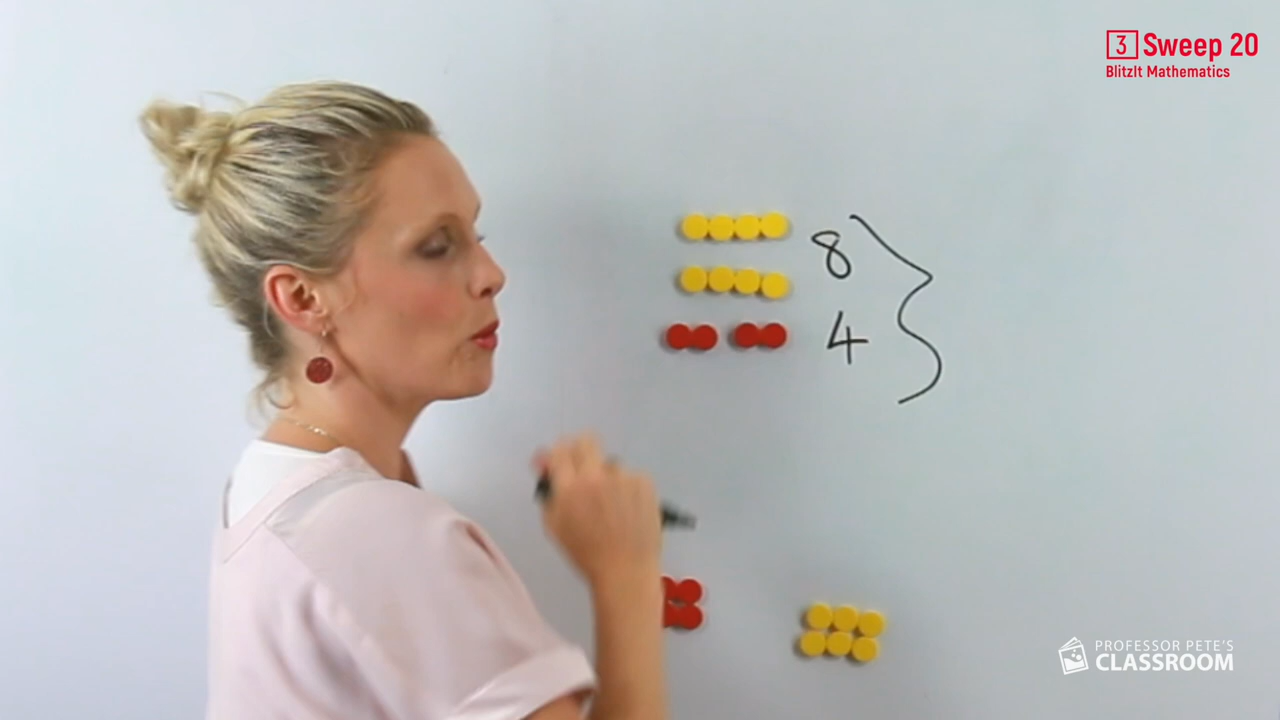 3 Sweep 20
BlitzIt Mathematics
8
4
PROFESSOR PETE'S
CLASSROOM